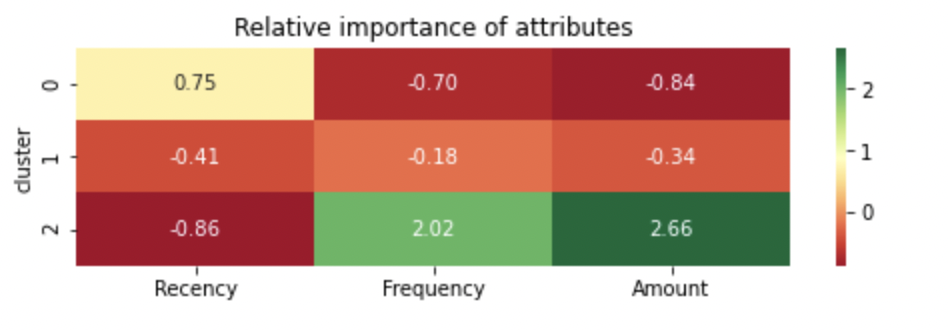 Relative importance of attributes
0 0.75 -0.70 -0.84
1 -0.41 -0.18 -0.34
2 -0.86 2.02 2.66
cluster
Recency Frequency Amount
2
1
0